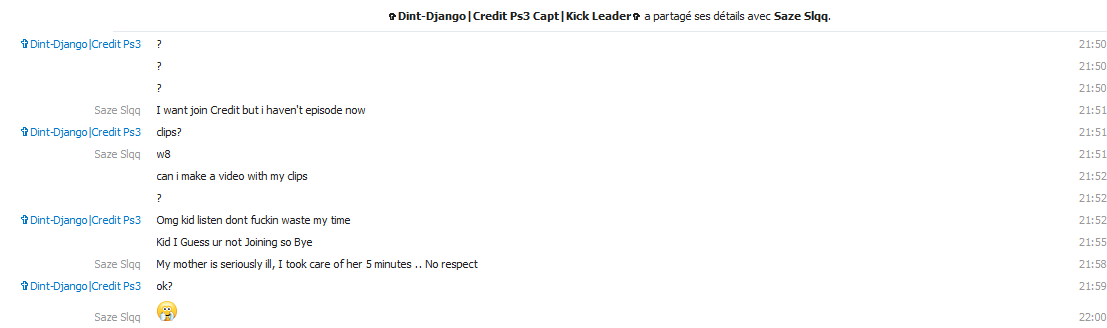 ✞Dint-Django|Credit Ps3 Capt|Kick Leader✞ a partagé ses détails avec Saze Slqq.
✞Dint-Django|Credit Ps3 ? 21:50
? 21:50
? 21:50
Saze Slqq I want join Credit but i haven't episode now 21:51
✞Dint-Django|Credit Ps3 clips? 21:51
Saze Slqq w8 21:51
can i make a video with my clips 21:52
? 21:52
✞Dint-Django|Credit Ps3 Omg kid listen dont fuckin waste my time 21:52
Kid I Guess ur not Joining so Bye 21:55
Saze Slqq My mother is seriously ill, I took care of her 5 minutes .. No respect 21:58
✞Dint-Django|Credit Ps3 ok? 21:59
Saze Slqq 22:00